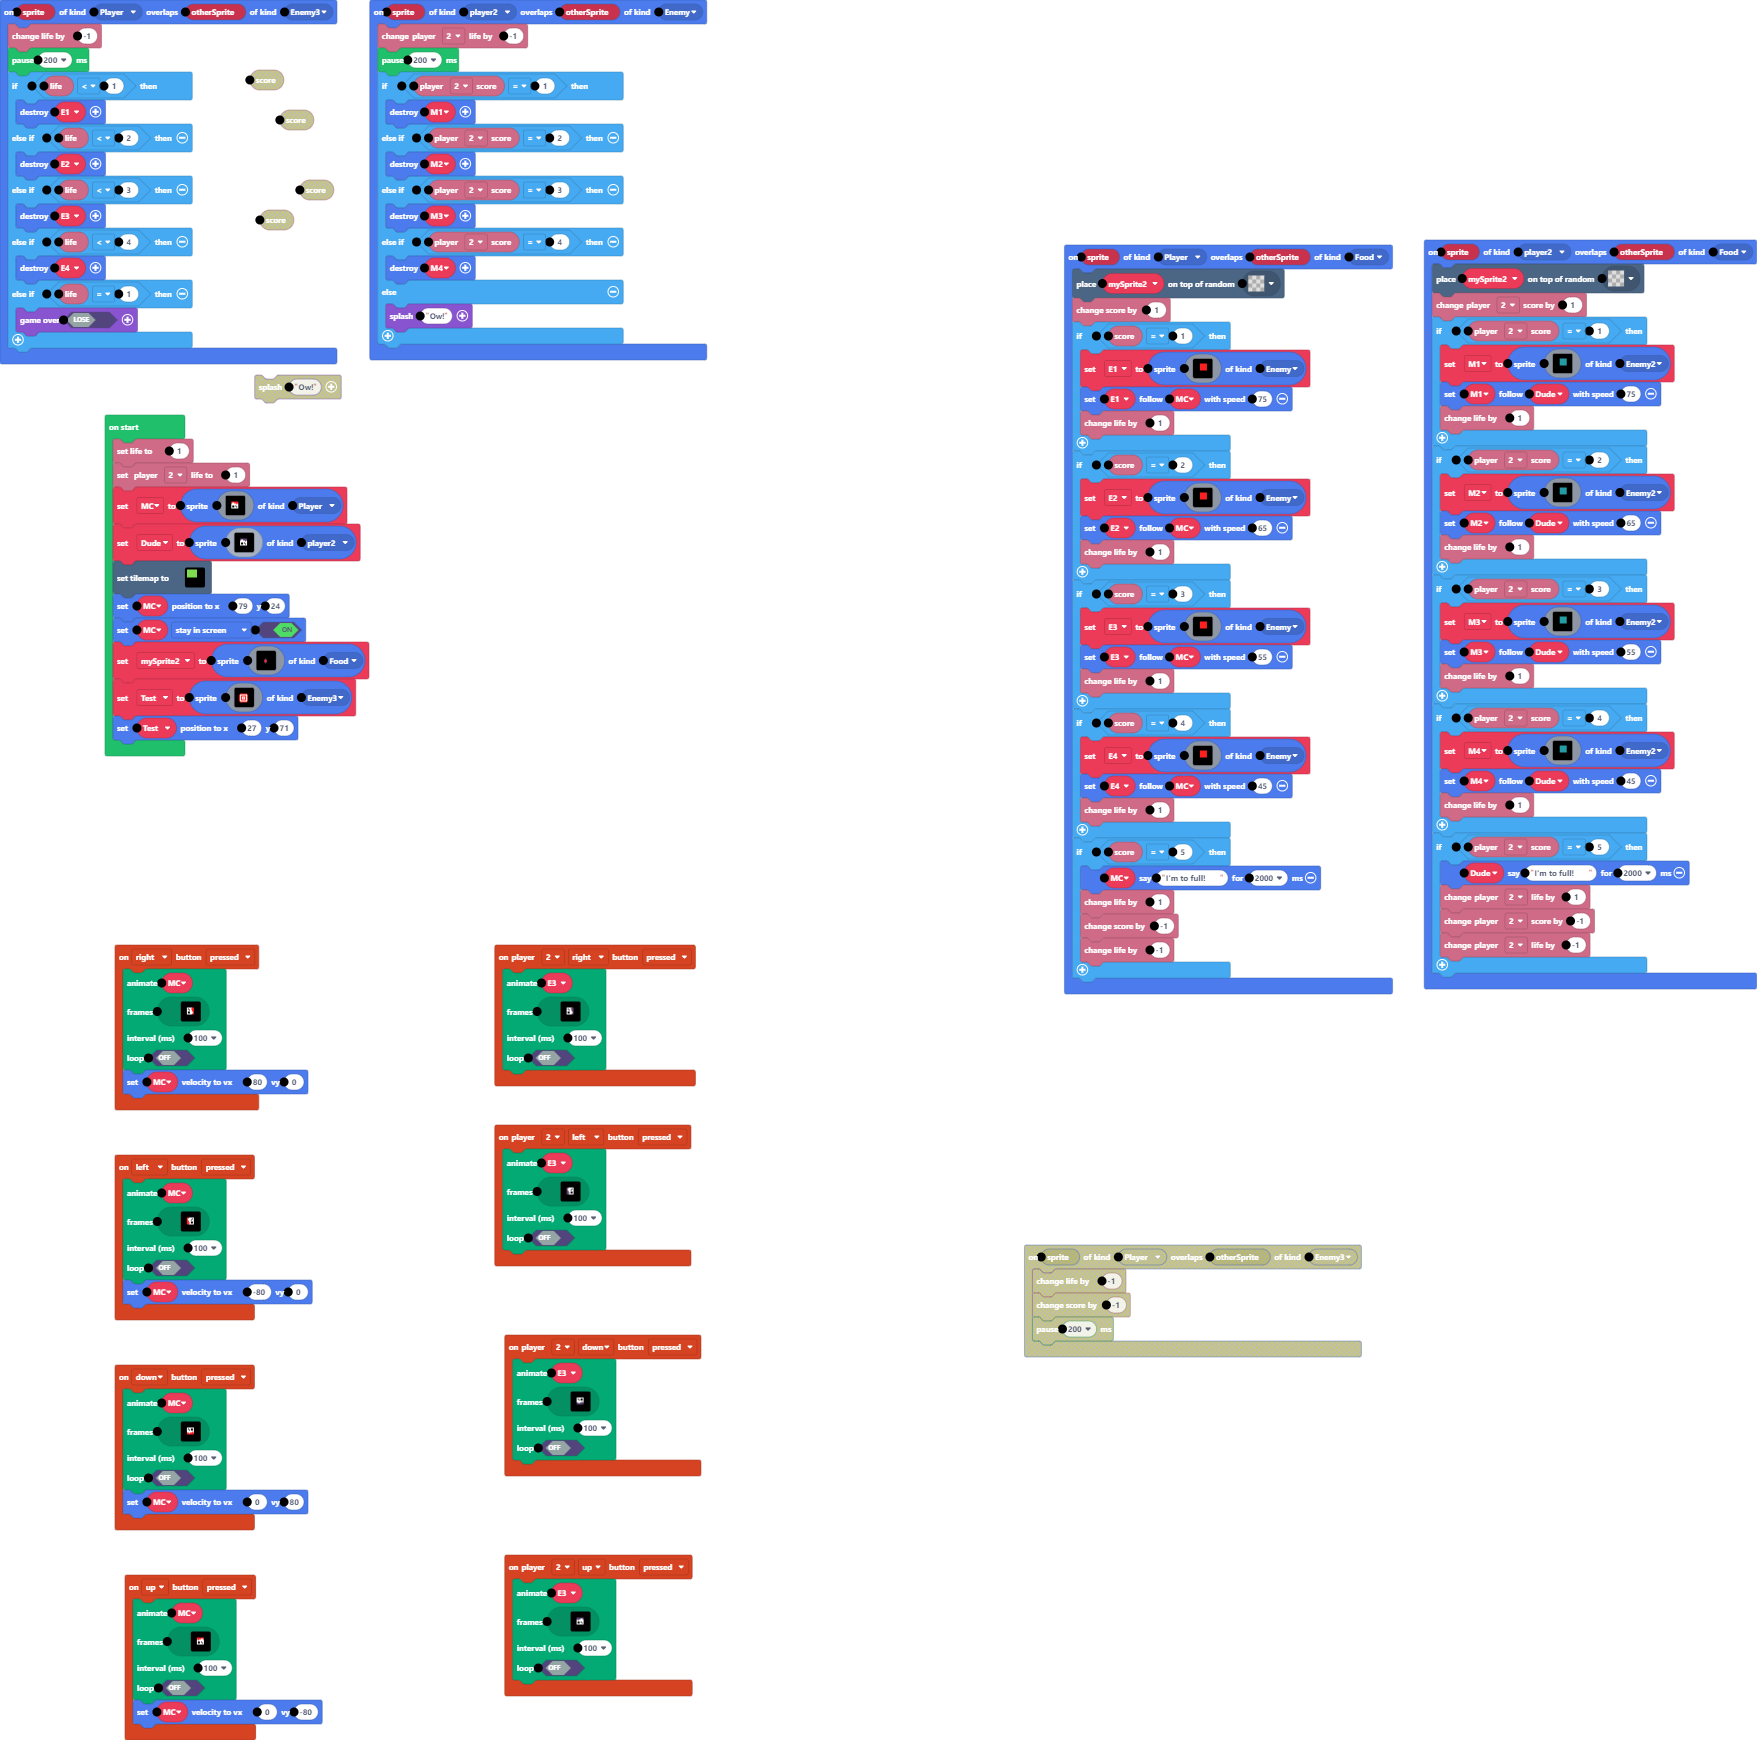 on sprite of kind Player overlaps otherSprite of kind Enemy3
change life by -1
pause 200 ms
if life < 1 then
destroy E1
else if life < 2 then
destroy E2
else if life < 3 then
destroy E3
else if life < 4 then
destroy E4
else if life = 1 then
game over LOSE
score
score
score
score
splash "Ow!"
on sprite of kind player2 overlaps otherSprite of kind Enemy
change player 2 life by -1
pause 200 ms
if player 2 score = 1 then
destroy M1
else if player 2 score = 2 then
destroy M2
else if player 2 score = 3 then
destroy M3
else if player 2 score = 4 then
destroy M4
else
splash "Ow!"
on start
set life to 1
set player 2 life to 1
set MC to sprite of kind Player
set Dude to sprite of kind player2
set tilemap to
set MC position to x 79 y 24
set MC stay in screen ON
set mySprite2 to sprite of kind Food
set Test to sprite of kind Enemy3
set Test position to x 27 y 71
on sprite of kind Player overlaps otherSprite of kind Food
place mySprite2 on top of random
change score by 1
if score = 1 then
set E1 to sprite of kind Enemy
set E1 follow MC with speed 75
change life by 1
if score = 2 then
set E2 to sprite of kind Enemy
set E2 follow MC with speed 65
change life by 1
if score = 3 then
set E3 to sprite of kind Enemy
set E3 follow MC with speed 55
change life by 1
if score = 4 then
set E4 to sprite of kind Enemy
set E4 follow MC with speed 45
change life by 1
if score = 5 then
MC say "I'm to full! " for 2000 ms
change life by 1
change score by -1
change life by -1
on sprite of kind player2 overlaps otherSprite of kind Food
place mySprite2 on top of random
change player 2 score by 1
if player 2 score = 1 then
set M1 to sprite of kind Enemy2
set M1 follow Dude with speed 75
change life by 1
if player 2 score = 2 then
set M2 to sprite of kind Enemy2
set M2 follow Dude with speed 65
change life by 1
if player 2 score = 3 then
set M3 to sprite of kind Enemy2
set M3 follow Dude with speed 55
change life by 1
if player 2 score = 4 then
set M4 to sprite of kind Enemy2
set M4 follow Dude with speed 45
change life by 1
if player 2 score = 5 then
Dude say "I'm to full! " for 2000 ms
change player 2 life by 1
change player 2 score by -1
change player 2 life by -1
on right button pressed
animate MC
frames
interval (ms) 100
loop OFF
set MC velocity to vx 80 vy 0
on player 2 right button pressed
animate E3
frames
interval (ms) 100
loop OFF
on left button pressed
animate MC
frames
interval (ms) 100
loop OFF
set MC velocity to vx -80 vy 0
on player 2 left button pressed
animate E3
frames
interval (ms) 100
loop OFF
on sprite of kind Player overlaps otherSprite of kind Enemy3
change life by -1
change score by -1
pause 200 ms
on down button pressed
animate MC
frames
interval (ms) 100
loop OFF
set MC velocity to vx 0 vy 80
on player 2 down button pressed
animate E3
frames
interval (ms) 100
loop OFF
on up button pressed
animate MC
frames
interval (ms) 100
loop OFF
set MC velocity to vx 0 vy -80
on player 2 up button pressed
animate E3
frames
interval (ms) 100
loop OFF